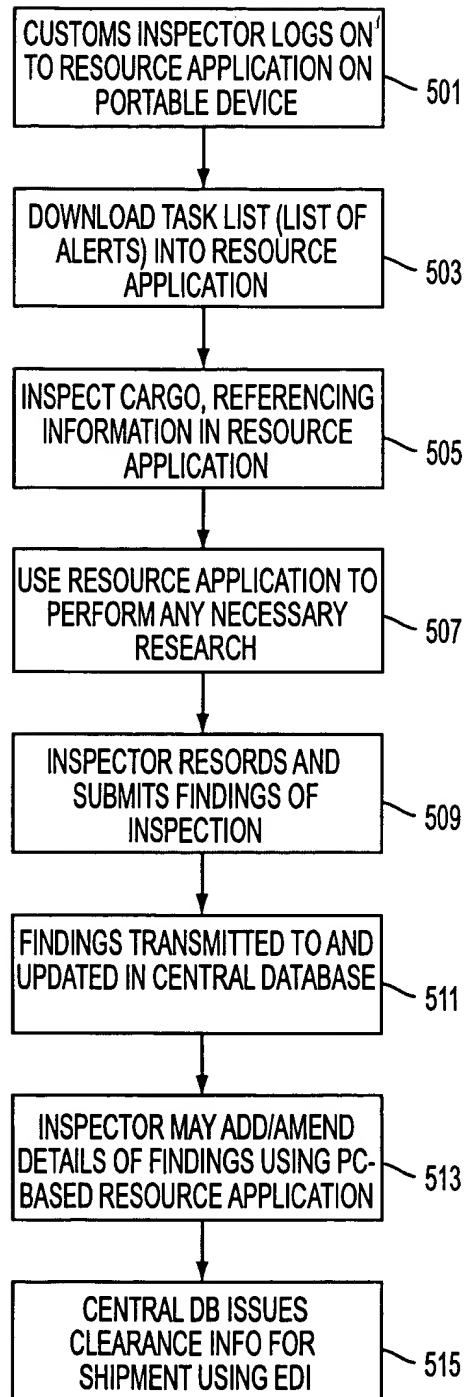 CUSTOMS INSPECTOR LOGS ON
TO RESOURCE APPLICATION ON
PORTABLE DEVICE
501
DOWNLOAD TASK LIST (LIST OF
ALERTS) INTO RESOURCE
APPLICATION
503
INSPECT CARGO, REFERENCING
INFORMATION IN RESOURCE
APPLICATION
505
USE RESOURCE APPLICATION TO
PERFORM ANY NECESSARY
RESEARCH
507
INSPECTOR RESORDS AND
SUBMITS FINDINGS OF
INSPECTION
509
FINDINGS TRANSMITTED TO AND
UPDATED IN CENTRAL DATABASE
511
INSPECTOR MAY ADD/AMEND
DETAILS OF FINDINGS USING PC-
BASED RESOURCE APPLICATION
513
CENTRAL DB ISSUES
CLEARANCE INFO FOR
SHIPMENT USING EDI
515